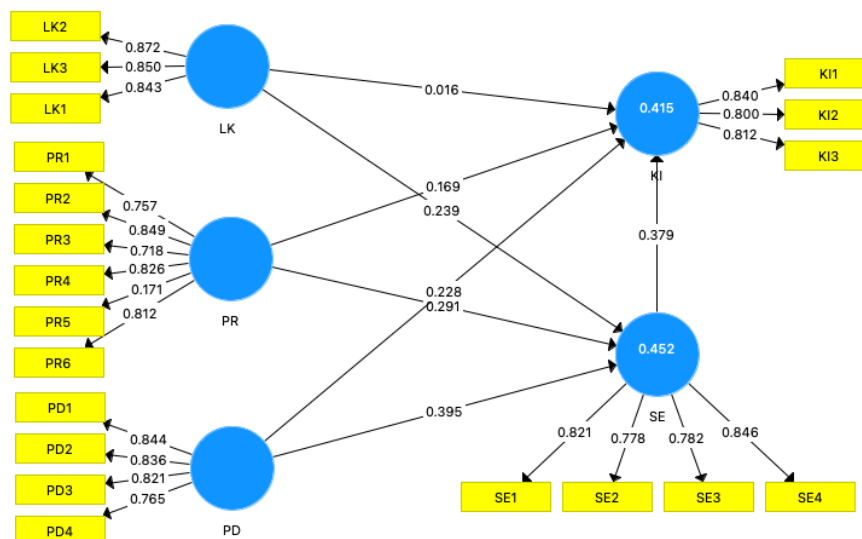 LK2
LK3
LK1
0.872
0.850
0.843
LK
PR1
PR2
PR3
PR4
PR5
PR6
0.757
0.849
0.718
0.826
0.171
0.812
PR
PD1
PD2
PD3
PD4
0.844
0.836
0.821
0.765
PD
0.016
0.169
0.239
0.228
0.291
0.395
0.379
0.415
KI
0.840
0.800
0.812
KI1
KI2
KI3
0.452
SE
0.821
0.778
0.782
0.846
SE1
SE2
SE3
SE4